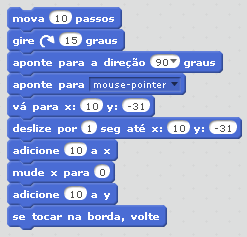 mova 10 passos
gire 15 graus
aponte para a direção 90 graus
aponte para mouse-pointer
vá para x: 10 y: -31
deslize por 1 seg até x: 10 y: -31
adicione 10 a x
mude x para 0
adicione 10 a y
se tocar na borda, volte